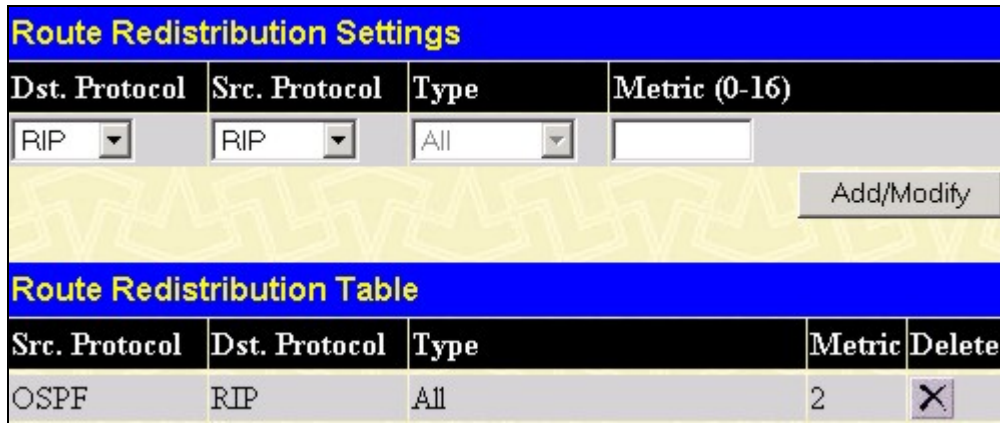 Route Redistribution Settings
Dst. Protocol Src. Protocol Type Metric (0-16)
RIP RIP All
Add/Modify
Route Redistribution Table
Src. Protocol Dst. Protocol Type Metric Delete
OSPF RIP All 2